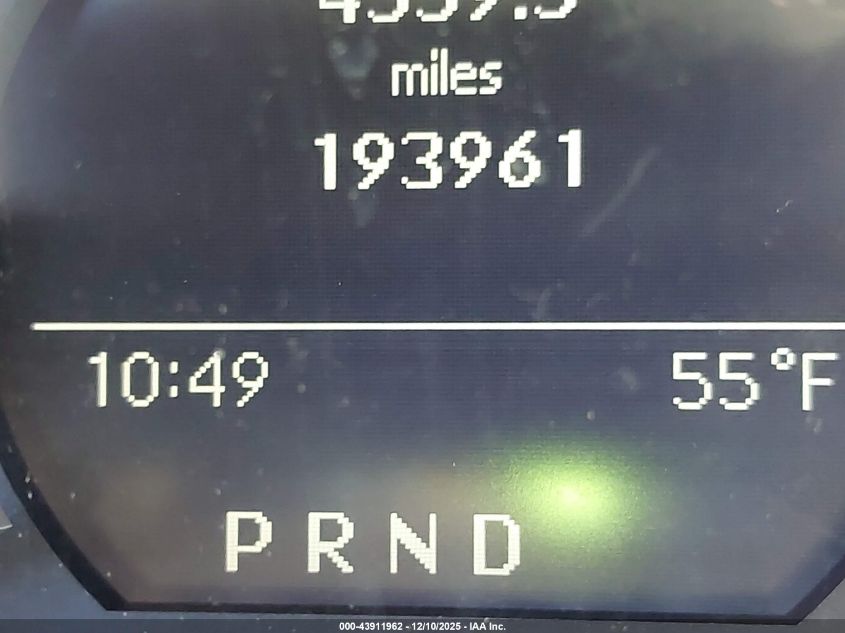 miles
193961
10:49 55°F
P R N D
000-43911962 - 12/10/2025 - IAA Inc.